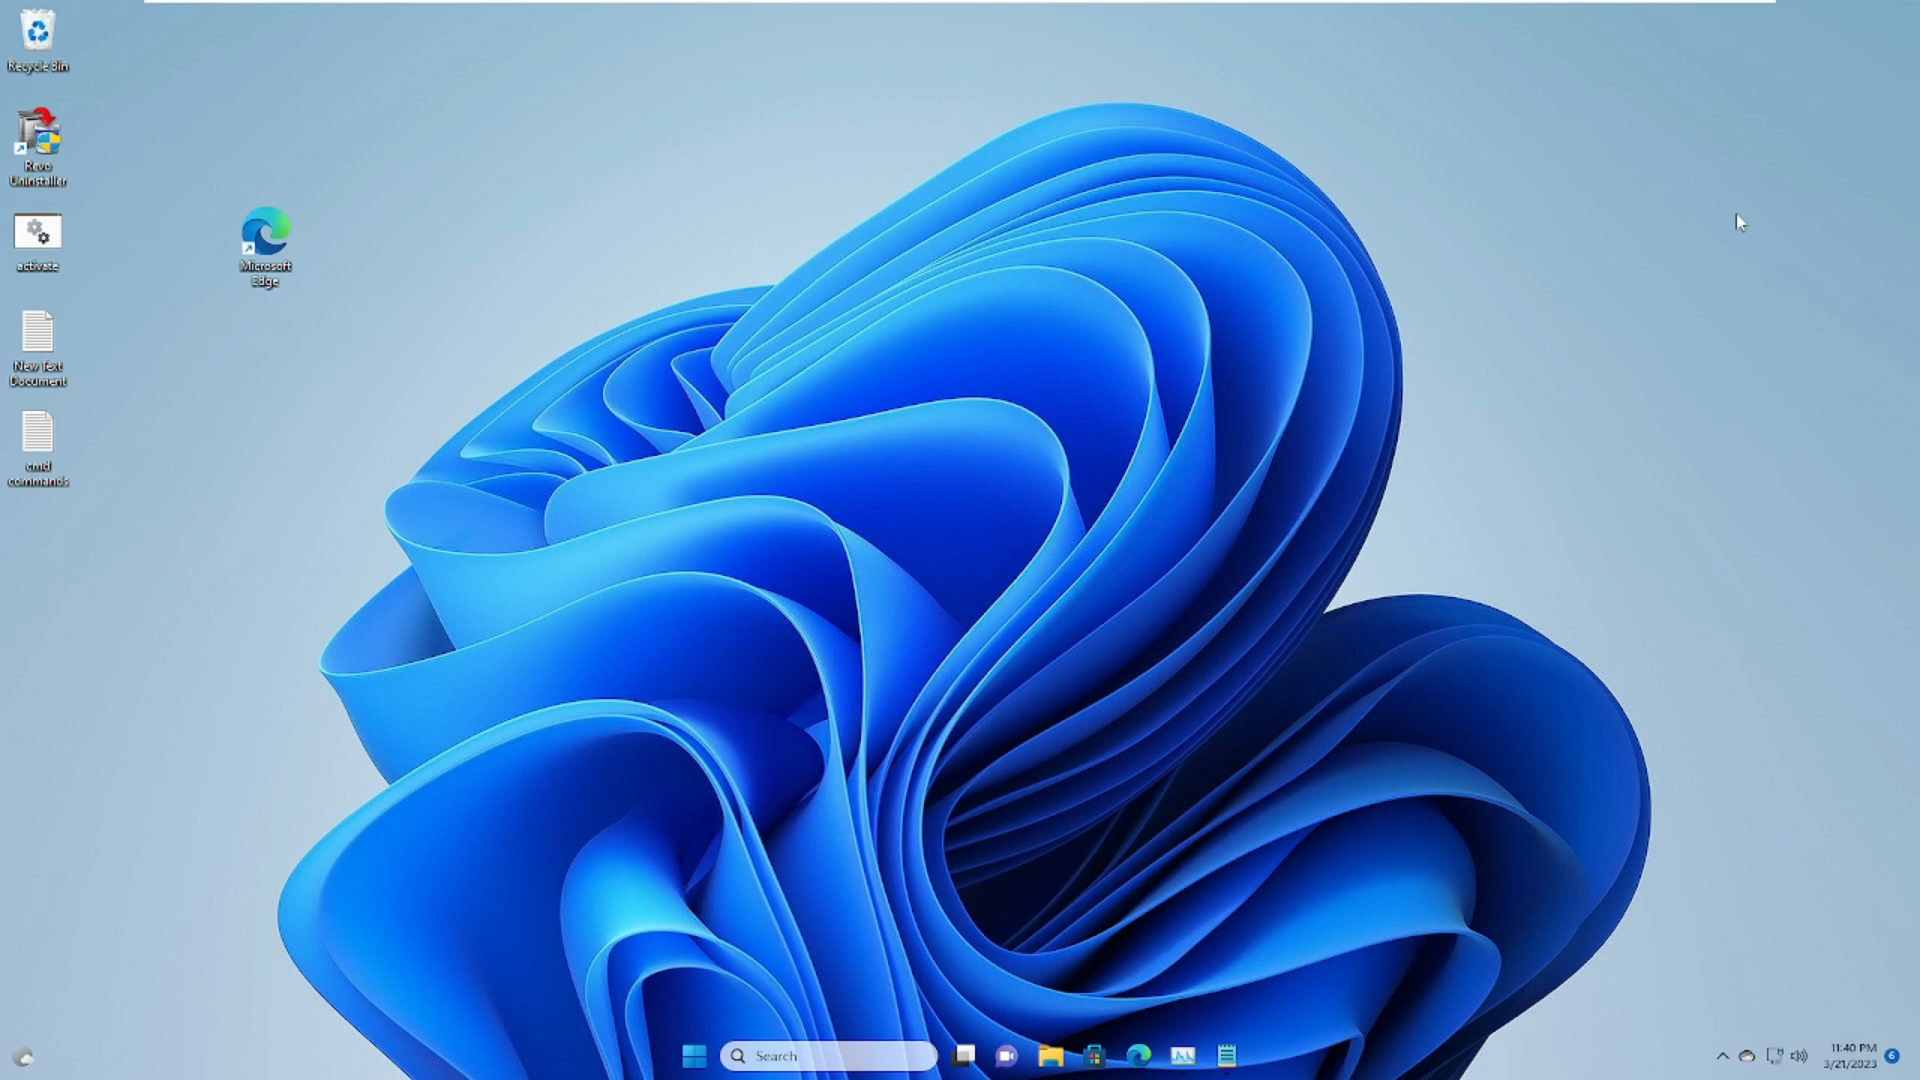 Recycle Bin
Revo
Uninstaller
activate
Microsoft
Edge
New Text
Document
cmd
commands
Search
11:40 PM
3/21/2023
6